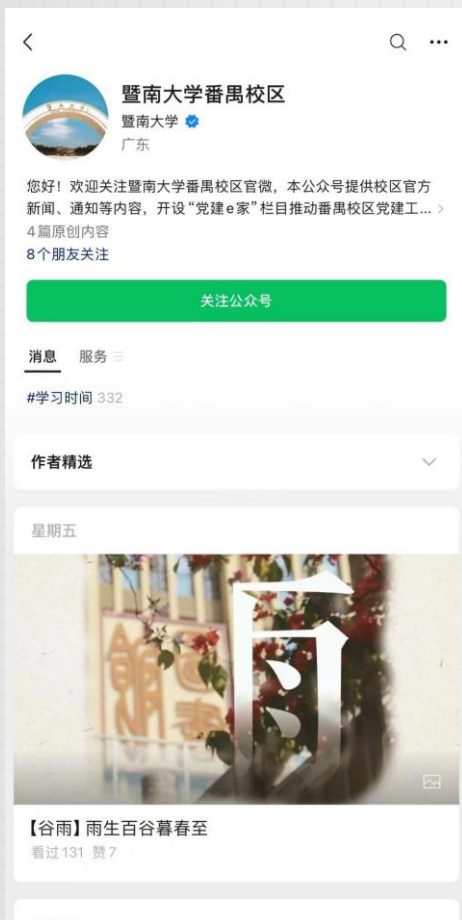 暨南大学番禺校区
暨南大学
广东
您好！欢迎关注暨南大学番禺校区官微，本公众号提供校区官方
新闻、通知等内容，开设“党建e家”栏目推动番禺校区党建工...
4篇原创内容
8个朋友关注
关注公众号
消息 服务
#学习时间 332
作者精选
星期五
雨
【谷雨】雨生百谷暮春至
看过131 赞7